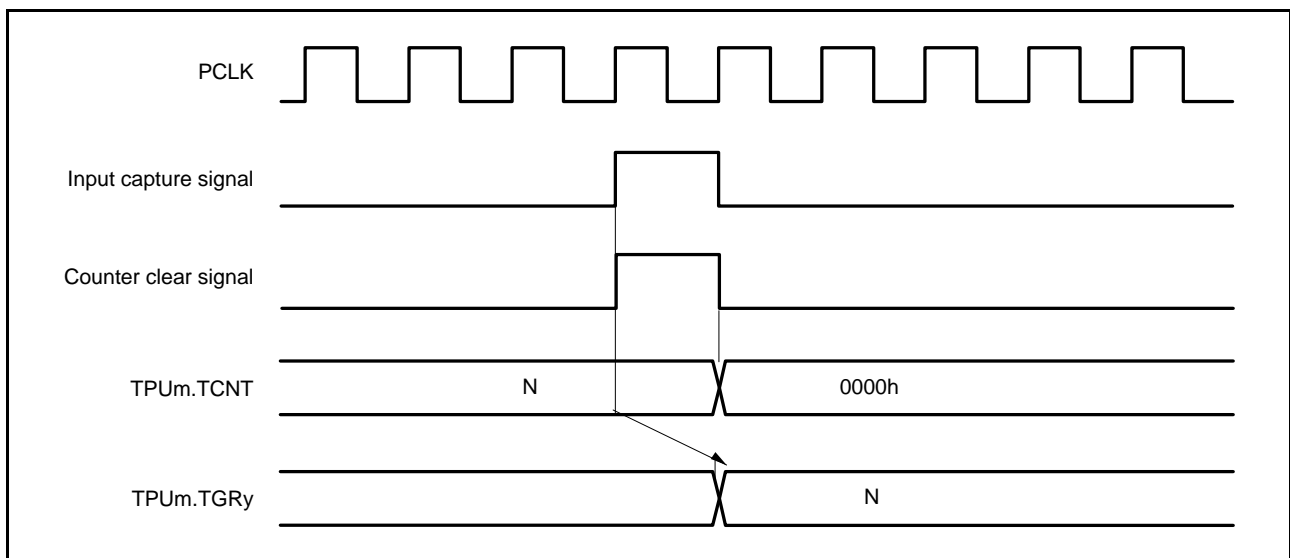 PCLK
Input capture signal
Counter clear signal
TPUm.TCNT
N
0000h
TPUm.TGRy
N